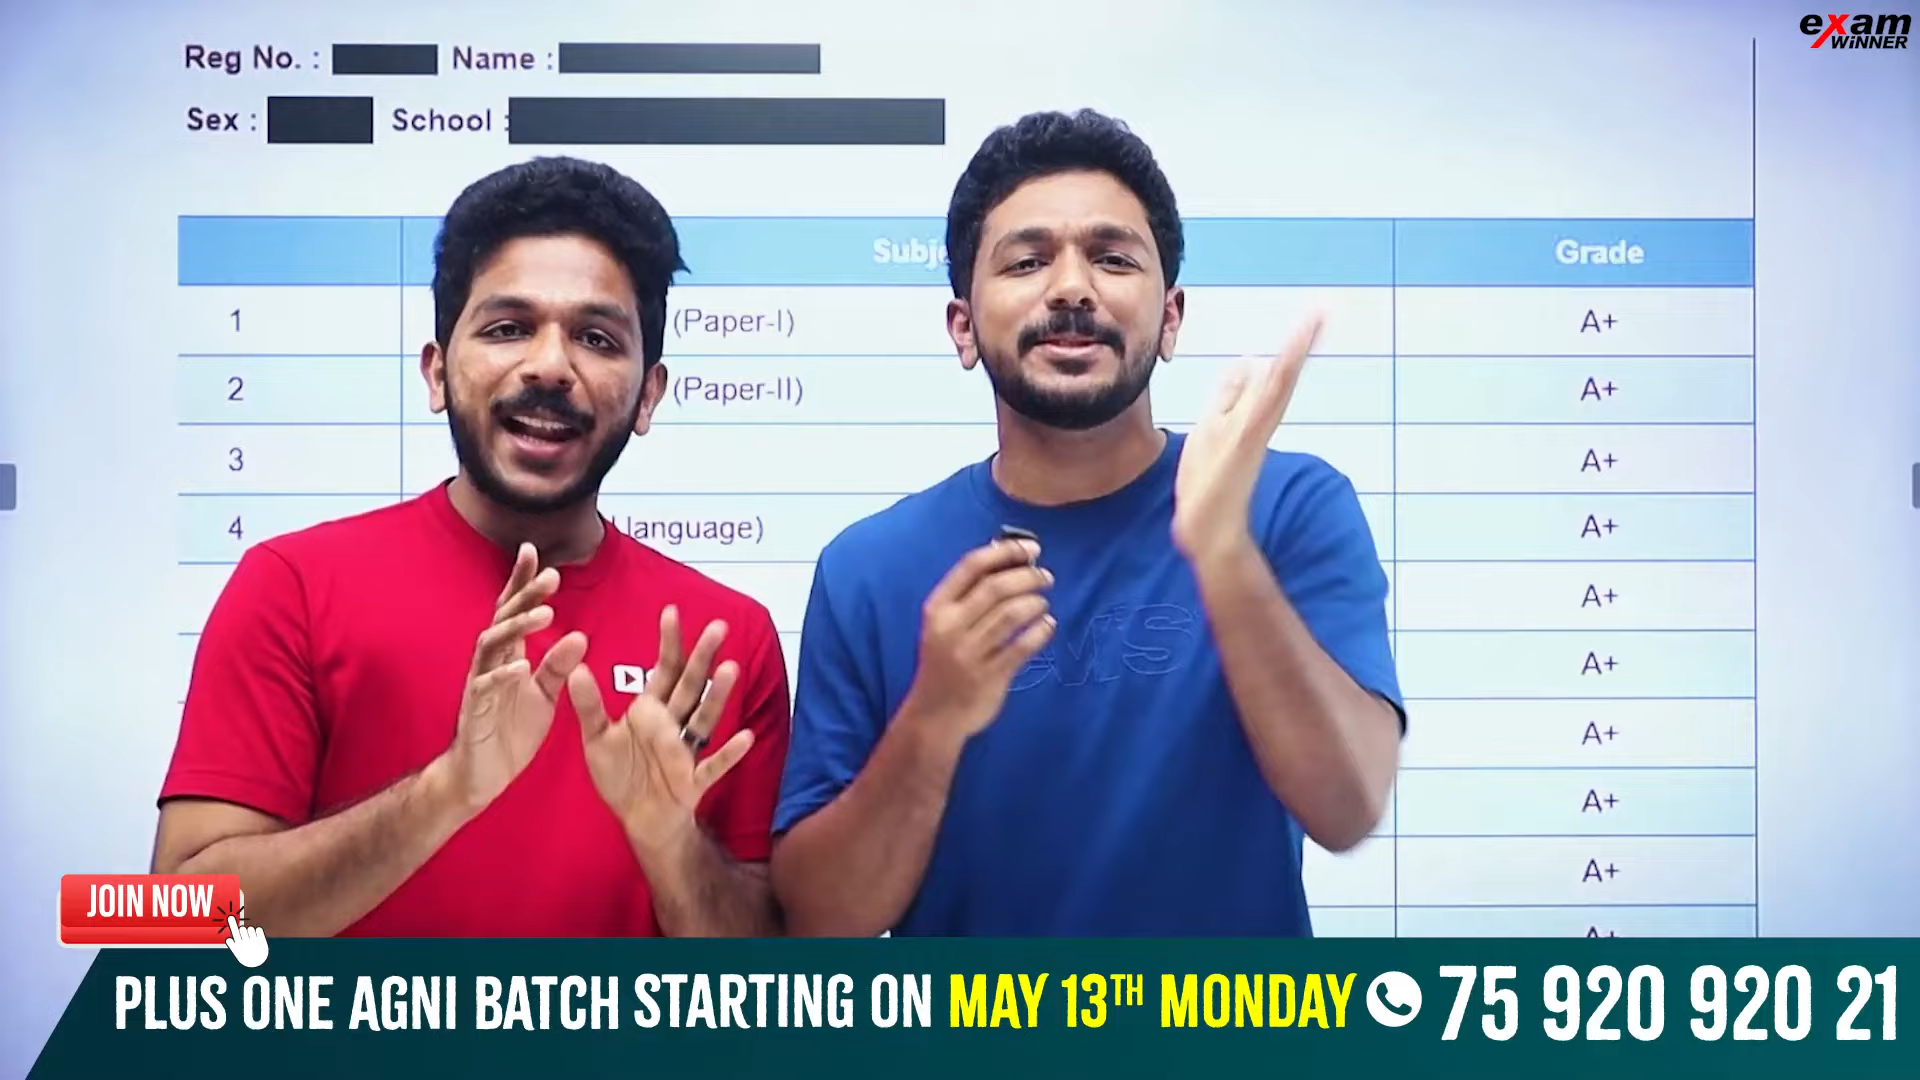 exam
WiNNER
Reg No. : Name :
Sex : School :
Grade
1 (Paper-I) A+
2 (Paper-II) A+
3 A+
4 language) A+
A+
A+
A+
A+
A+
A+
JOIN NOW
PLUS ONE AGNI BATCH STARTING ON MAY 13TH MONDAY 75 920 920 21